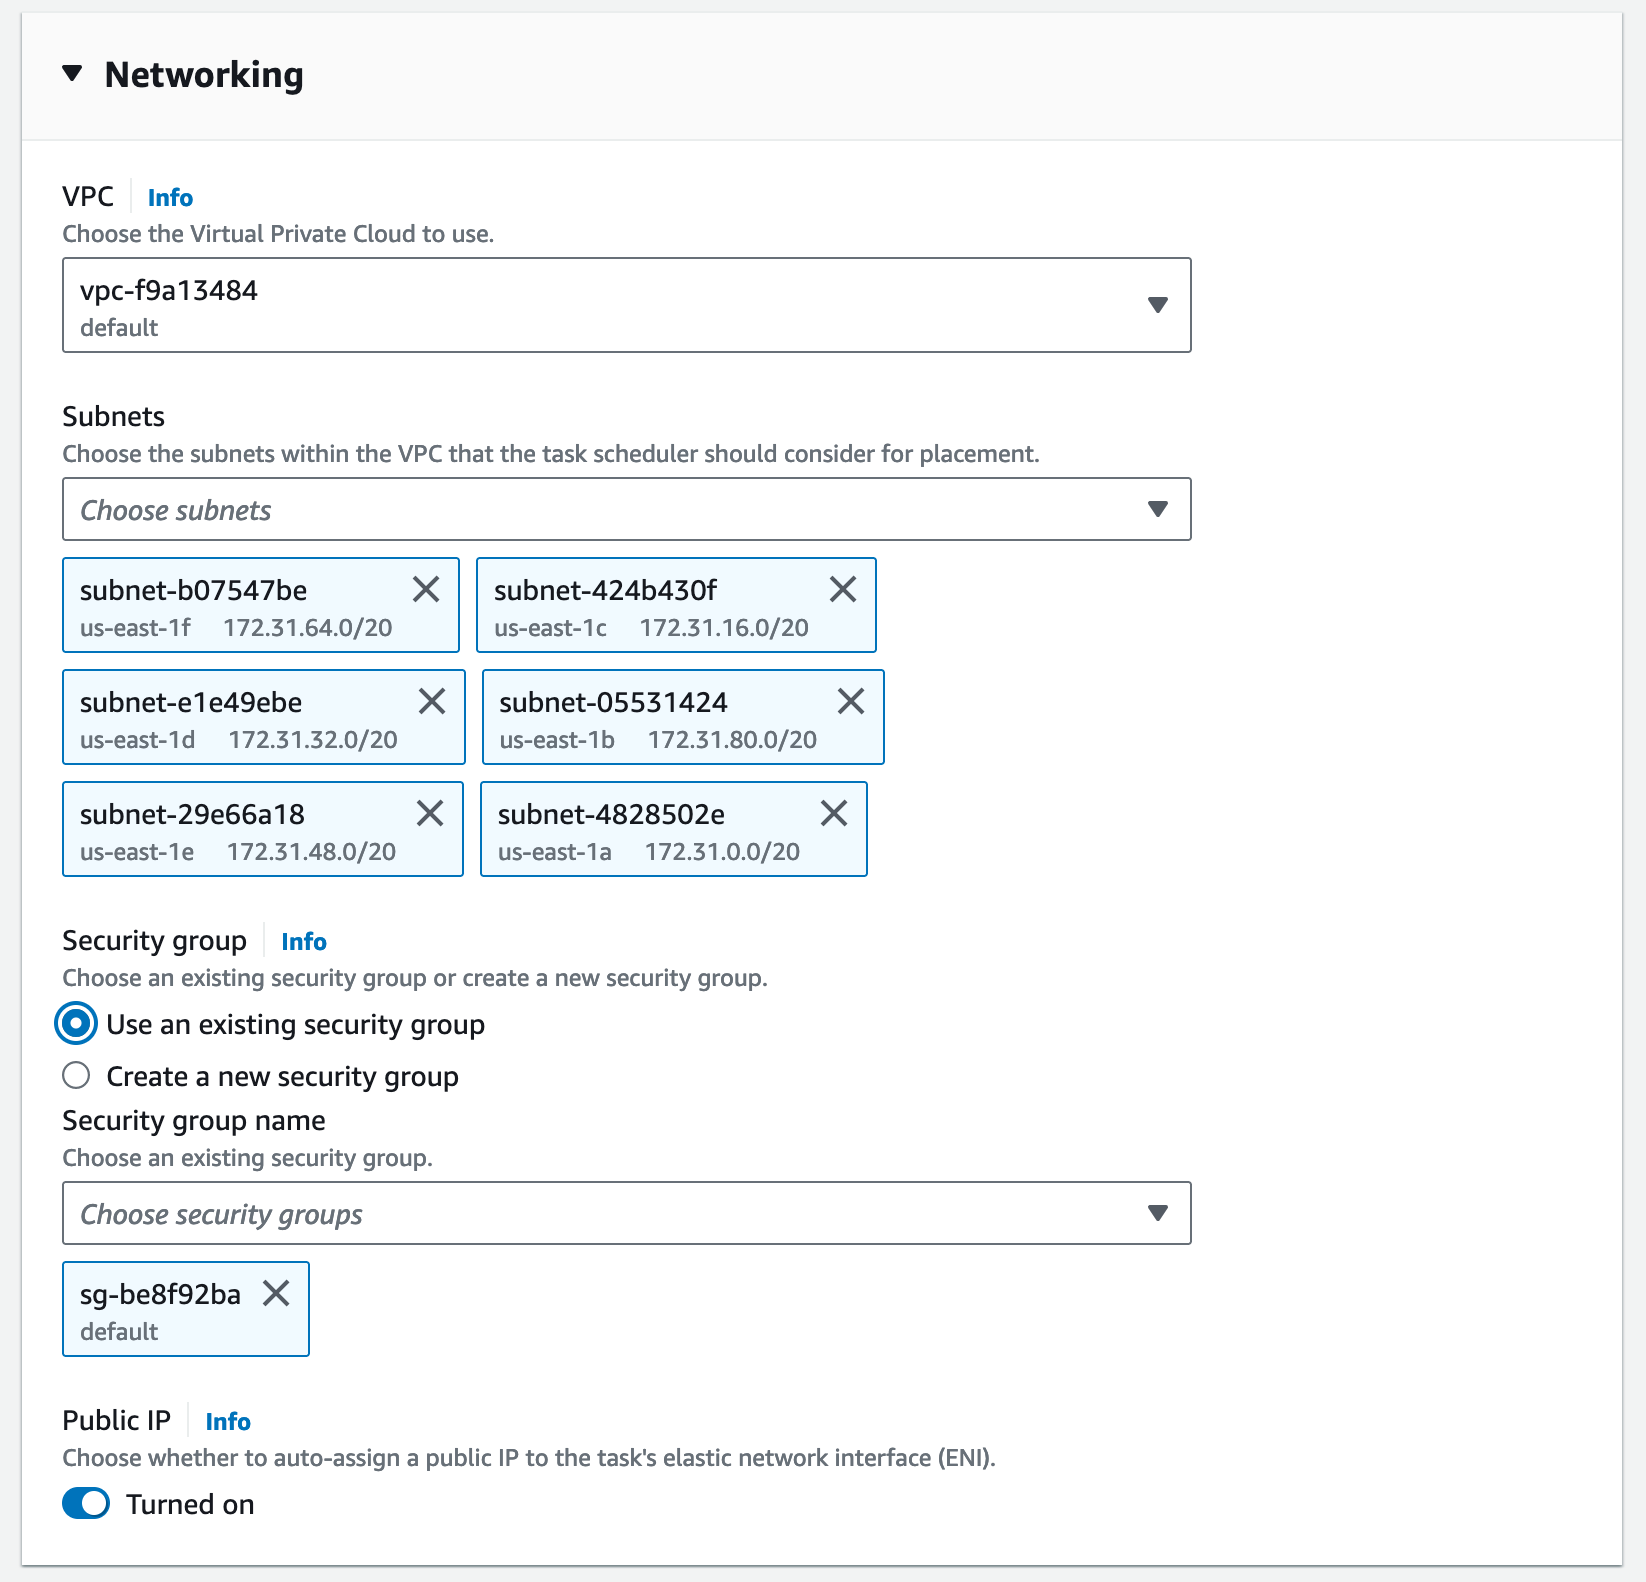 Networking
VPC Info
Choose the Virtual Private Cloud to use.
vpc-f9a13484
default
Subnets
Choose the subnets within the VPC that the task scheduler should consider for placement.
Choose subnets
subnet-b07547be
us-east-1f 172.31.64.0/20
subnet-424b430f
us-east-1c 172.31.16.0/20
subnet-e1e49ebe
us-east-1d 172.31.32.0/20
subnet-05531424
us-east-1b 172.31.80.0/20
subnet-29e66a18
us-east-1e 172.31.48.0/20
subnet-4828502e
us-east-1a 172.31.0.0/20
Security group Info
Choose an existing security group or create a new security group.
Use an existing security group
Create a new security group
Security group name
Choose an existing security group.
Choose security groups
sg-be8f92ba
default
Public IP Info
Choose whether to auto-assign a public IP to the task's elastic network interface (ENI).
Turned on